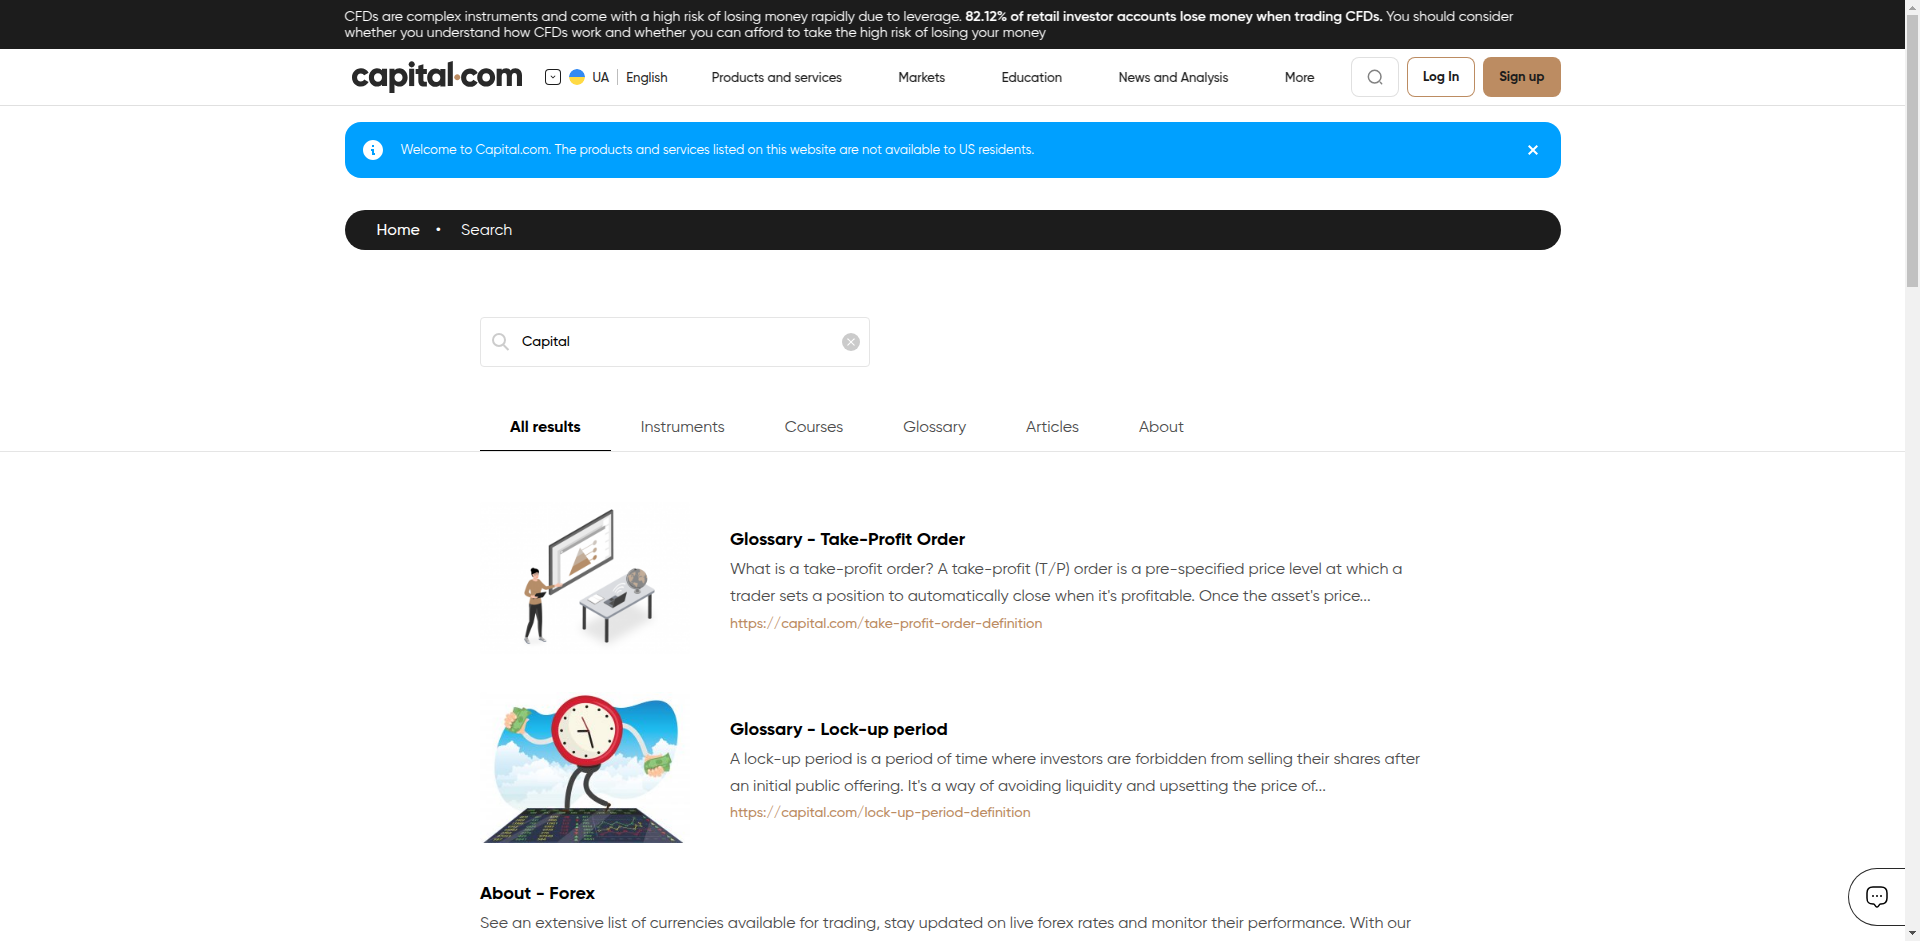 CFDs are complex instruments and come with a high risk of losing money rapidly due to leverage. 82.12% of retail investor accounts lose money when trading CFDs. You should consider
whether you understand how CFDs work and whether you can afford to take the high risk of losing your money
capital.com
UA English
Products and services
Markets
Education
News and Analysis
More
Log In
Sign up
Welcome to Capital.com. The products and services listed on this website are not available to US residents.
Home • Search
Capital
All results
Instruments
Courses
Glossary
Articles
About
Glossary - Take-Profit Order
What is a take-profit order? A take-profit (T/P) order is a pre-specified price level at which a
trader sets a position to automatically close when it's profitable. Once the asset's price...
https://capital.com/take-profit-order-definition
Glossary - Lock-up period
A lock-up period is a period of time where investors are forbidden from selling their shares after
an initial public offering. It's a way of avoiding liquidity and upsetting the price of...
https://capital.com/lock-up-period-definition
About - Forex
See an extensive list of currencies available for trading, stay updated on live forex rates and monitor their performance. With our